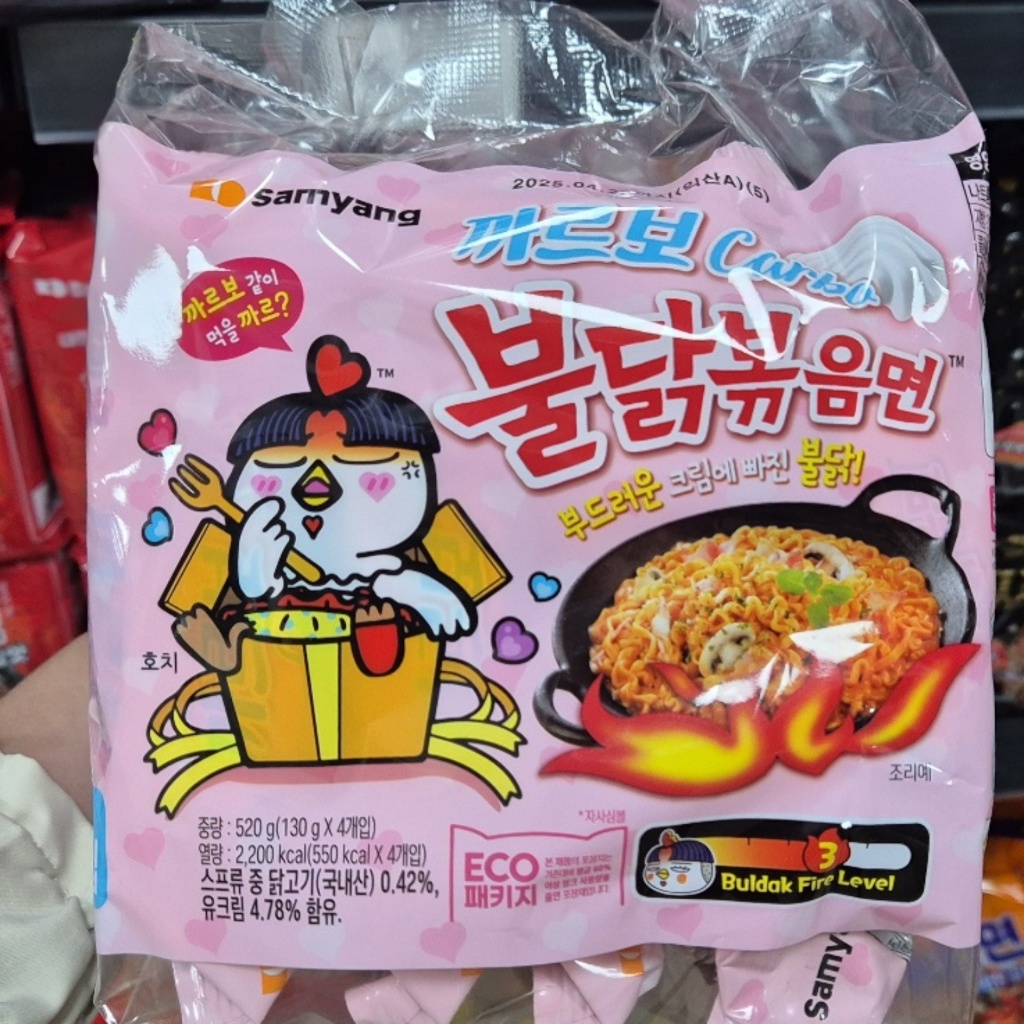 samyang
까르보 Carbo
불닭볶음면 TM
까르보 같이
먹을 까르?
TM
부드러운 크림에 빠진 불닭!
호치
조리예
중량 : 520 g(130 g X 4개입)
열량 : 2,200 kcal(550 kcal X 4개입)
스프류 중 닭고기(국내산) 0.42%,
유크림 4.78% 함유.
*자사심볼
ECO
패키지
3
Buldak Fire Level
samy
면